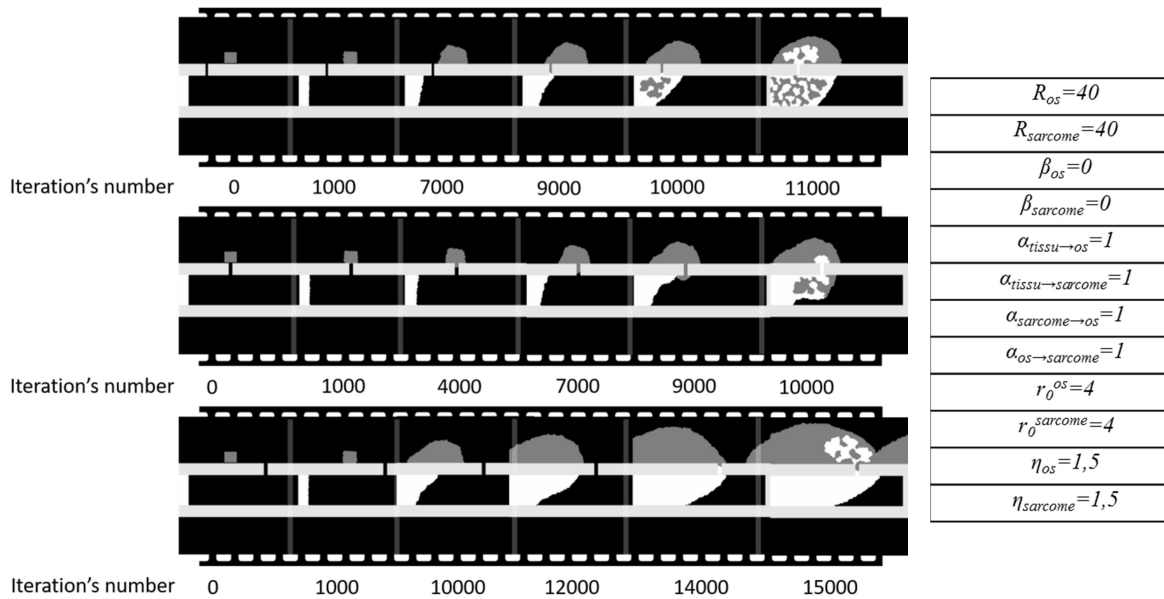 Iteration's number 0 1000 7000 9000 10000 11000
Iteration's number 0 1000 4000 7000 9000 10000
Iteration's number 0 1000 10000 12000 14000 15000
R_os=40
R_sarcome=40
β_os=0
β_sarcome=0
α_tissu→os=1
α_tissu→sarcome=1
α_sarcome→os=1
α_os→sarcome=1
r_0^os=4
r_0^sarcome=4
η_os=1,5
η_sarcome=1,5